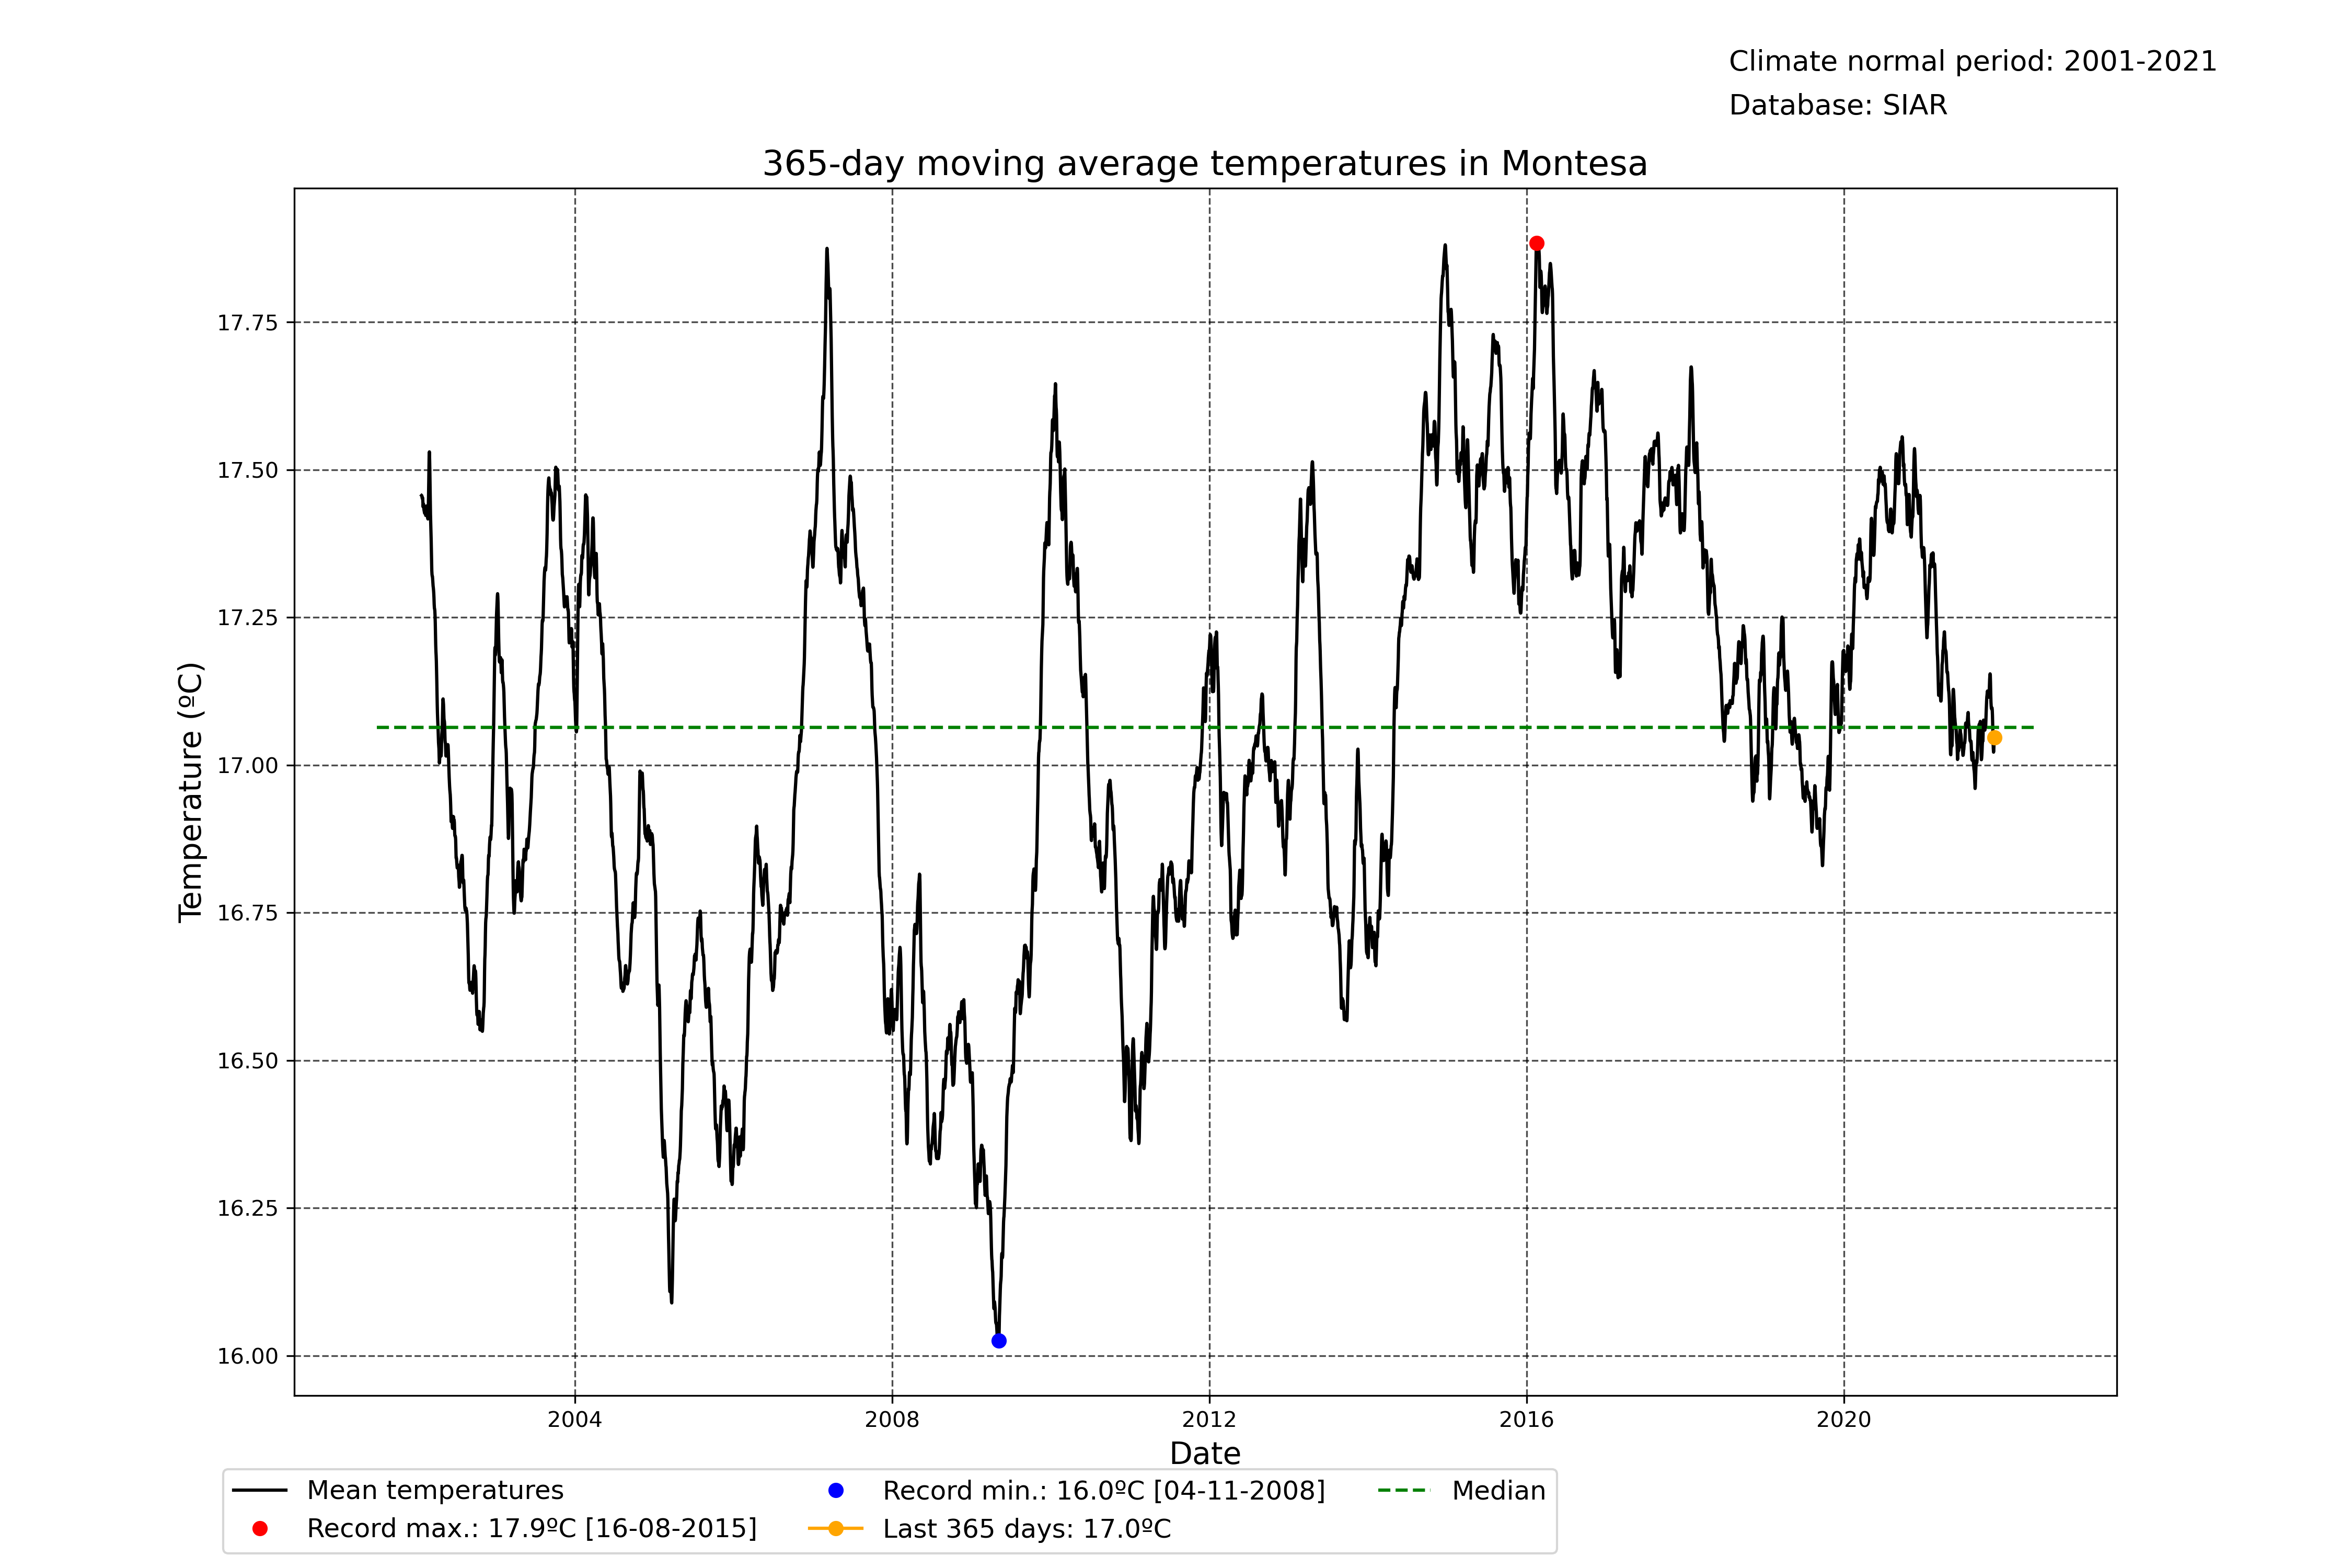 Climate normal period: 2001-2021
Database: SIAR
365-day moving average temperatures in Montesa
17.75
17.50
17.25
17.00
16.75
16.50
16.25
16.00
Temperature (ºC)
2004 2008 2012 2016 2020
Date
Mean temperatures
Record max.: 17.9ºC [16-08-2015]
Record min.: 16.0ºC [04-11-2008]
Last 365 days: 17.0ºC
Median